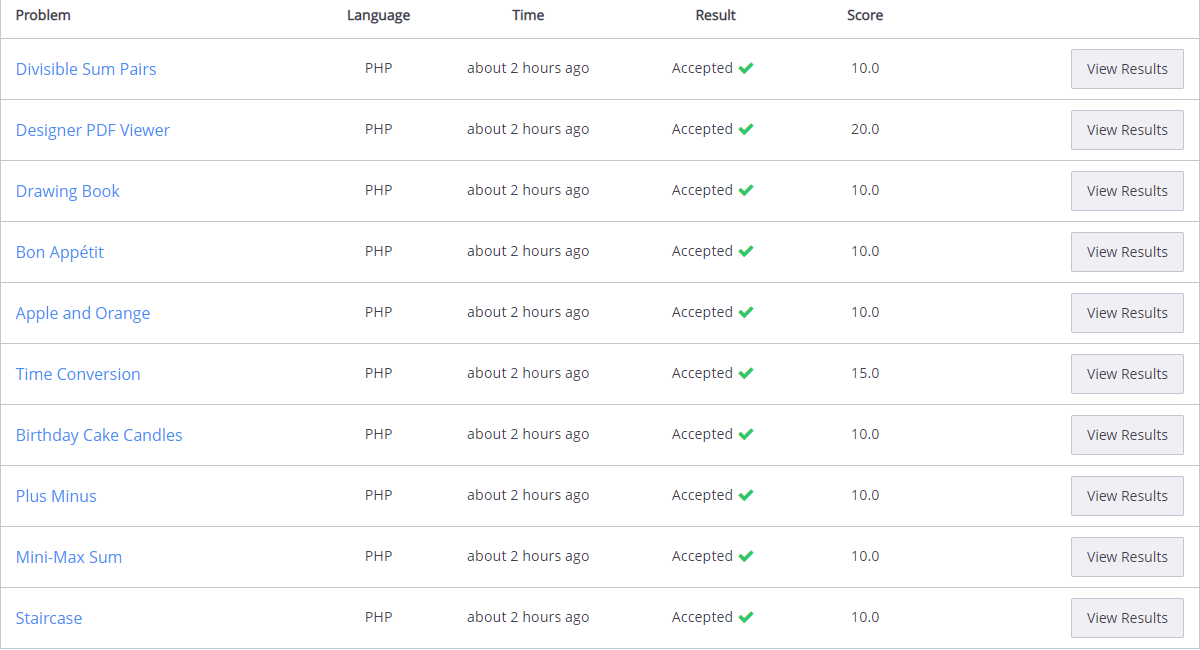 Problem Language Time Result Score
Divisible Sum Pairs PHP about 2 hours ago Accepted 10.0 View Results
Designer PDF Viewer PHP about 2 hours ago Accepted 20.0 View Results
Drawing Book PHP about 2 hours ago Accepted 10.0 View Results
Bon Appétit PHP about 2 hours ago Accepted 10.0 View Results
Apple and Orange PHP about 2 hours ago Accepted 10.0 View Results
Time Conversion PHP about 2 hours ago Accepted 15.0 View Results
Birthday Cake Candles PHP about 2 hours ago Accepted 10.0 View Results
Plus Minus PHP about 2 hours ago Accepted 10.0 View Results
Mini-Max Sum PHP about 2 hours ago Accepted 10.0 View Results
Staircase PHP about 2 hours ago Accepted 10.0 View Results